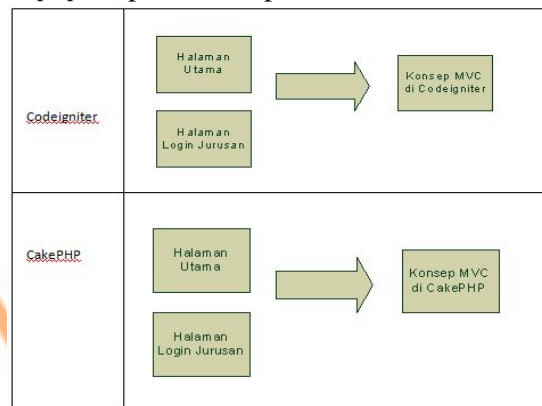 Codeigniter
Halaman
Utama
Halaman
Login Jurusan
Konsep MVC
di Codeigniter
CakePHP
Halaman
Utama
Halaman
Login Jurusan
Konsep MVC
di CakePHP